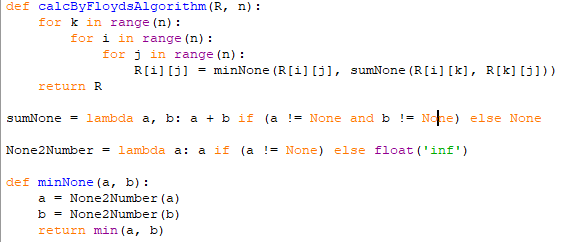 def calcByFloydsAlgorithm(R, n):
    for k in range(n):
        for i in range(n):
            for j in range(n):
                R[i][j] = minNone(R[i][j], sumNone(R[i][k], R[k][j]))
    return R
sumNone = lambda a, b: a + b if (a != None and b != None) else None
None2Number = lambda a: a if (a != None) else float('inf')
def minNone(a, b):
    a = None2Number(a)
    b = None2Number(b)
    return min(a, b)